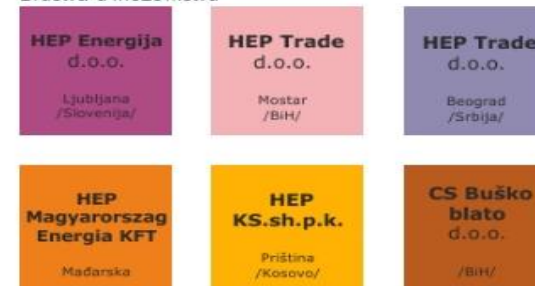 HEP Energija
d.o.o.
Ljubljana
/Slovenija/
HEP Trade
d.o.o.
Mostar
/BiH/
HEP Trade
d.o.o.
Beograd
/Srbija/
HEP
Magyarorszag
Energia KFT
Mađarska
HEP
KS.sh.p.k.
Priština
/Kosovo/
CS Buško
blato
d.o.o.
/BiH/